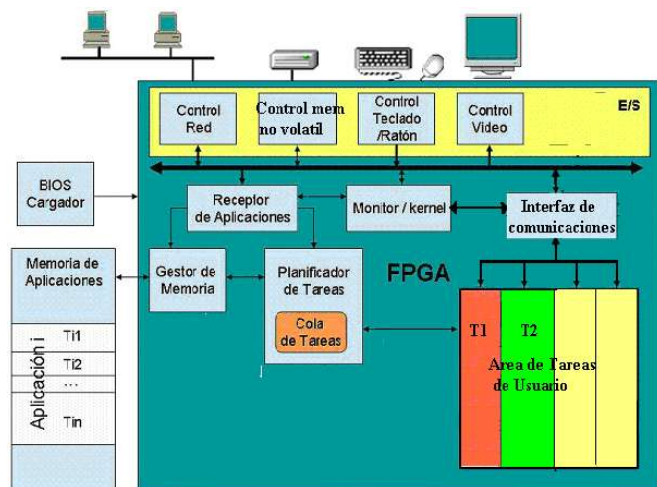 Control
Red
Control mem
no volatil
Control
Teclado
/Ratón
Control
Video
E/S
BIOS
Cargador
Receptor
de Aplicaciones
Monitor / kernel
Interfaz de
comunicaciones
Memoria de
Aplicaciones
Gestor de
Memoria
Planificador
de Tareas
FPGA
Cola
de Tareas
T1
T2
Area de Tareas
de Usuario
Aplicación i
Ti1
Ti2
...
Tin